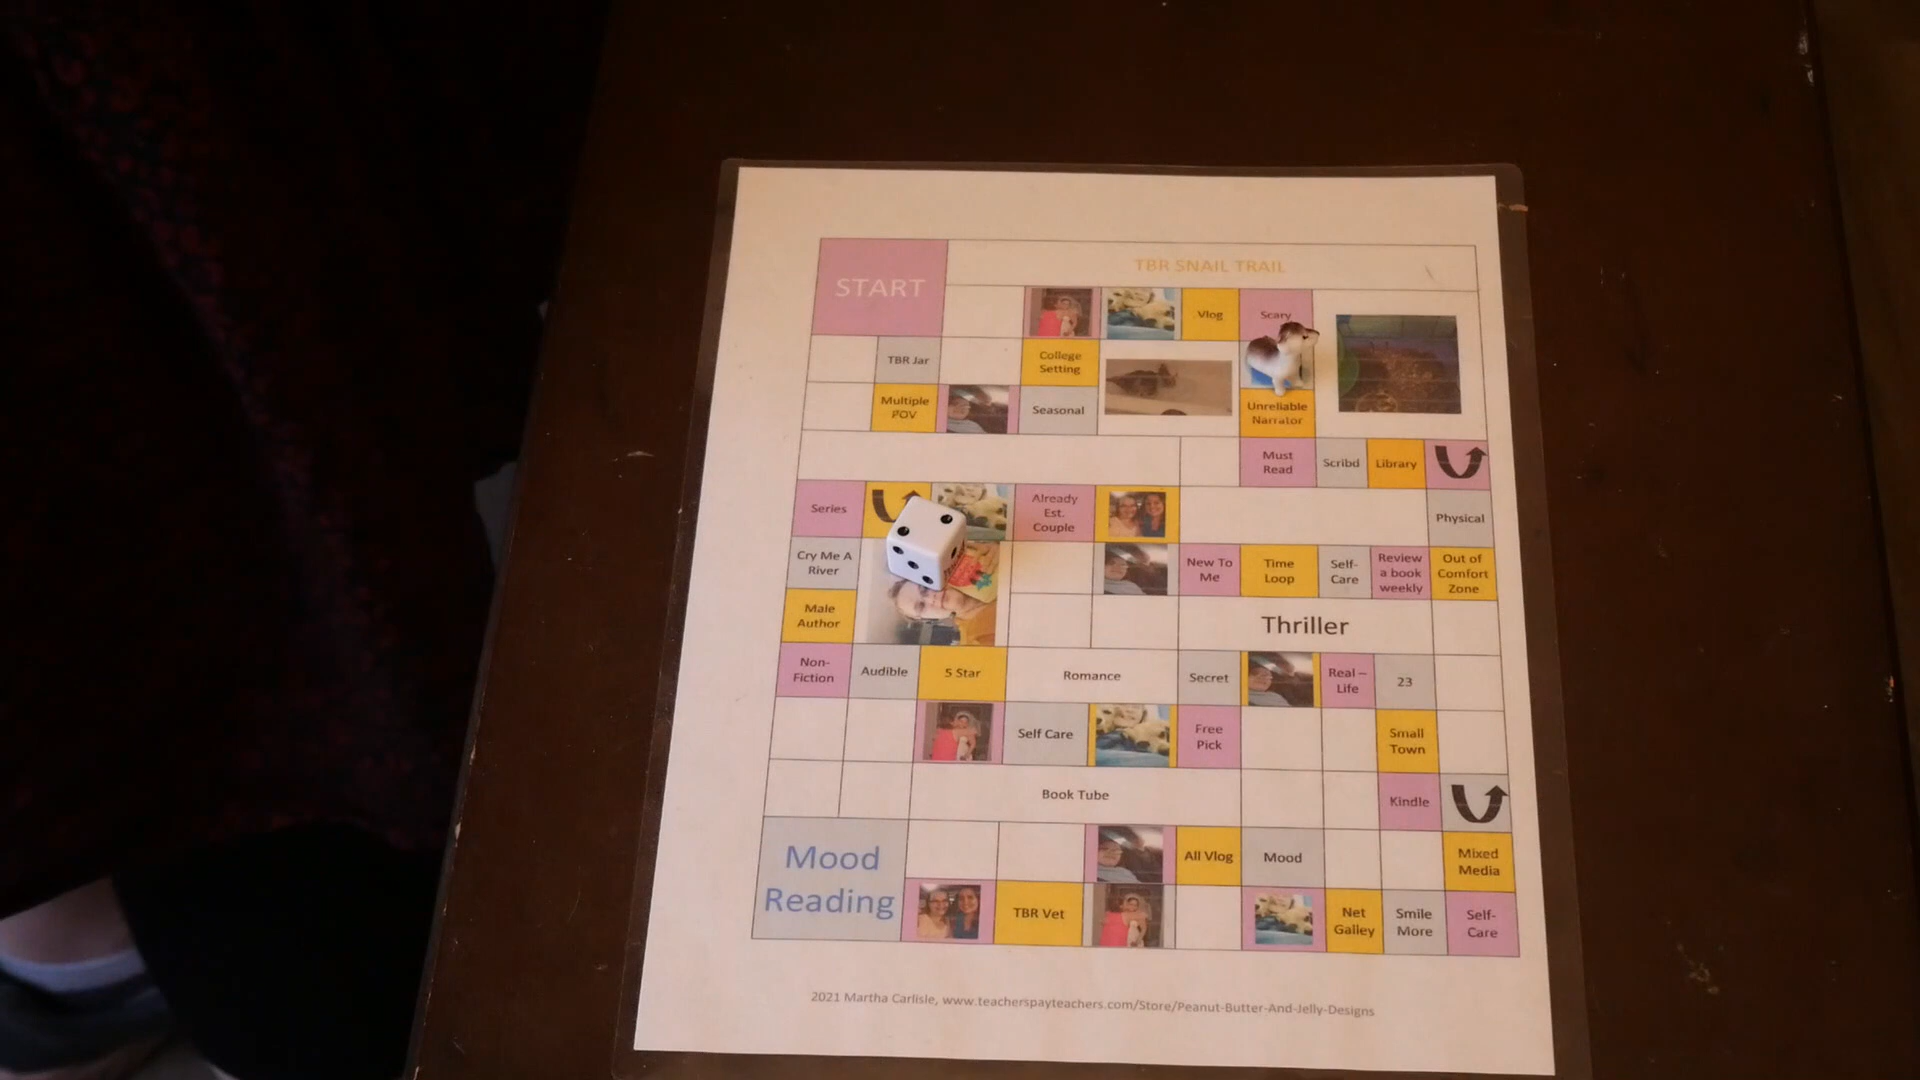 START
TBR SNAIL TRAIL
Vlog
Scary
TBR Jar
College
Setting
Multiple
POV
Seasonal
Unreliable
Narrator
Must
Read
Scribd
Library
Series
Already
Est.
Couple
Physical
Cry Me A
River
New To
Me
Time
Loop
Self-
Care
Review
a book
weekly
Out of
Comfort
Zone
Male
Author
Thriller
Non-
Fiction
Audible
5 Star
Romance
Secret
Real –
Life
23
Self Care
Free
Pick
Small
Town
Book Tube
Kindle
Mood
Reading
All Vlog
Mood
Mixed
Media
TBR Vet
Net
Galley
Smile
More
Self-
Care
2021 Martha Carlisle, www.teacherspayteachers.com/Store/Peanut-Butter-And-Jelly-Designs